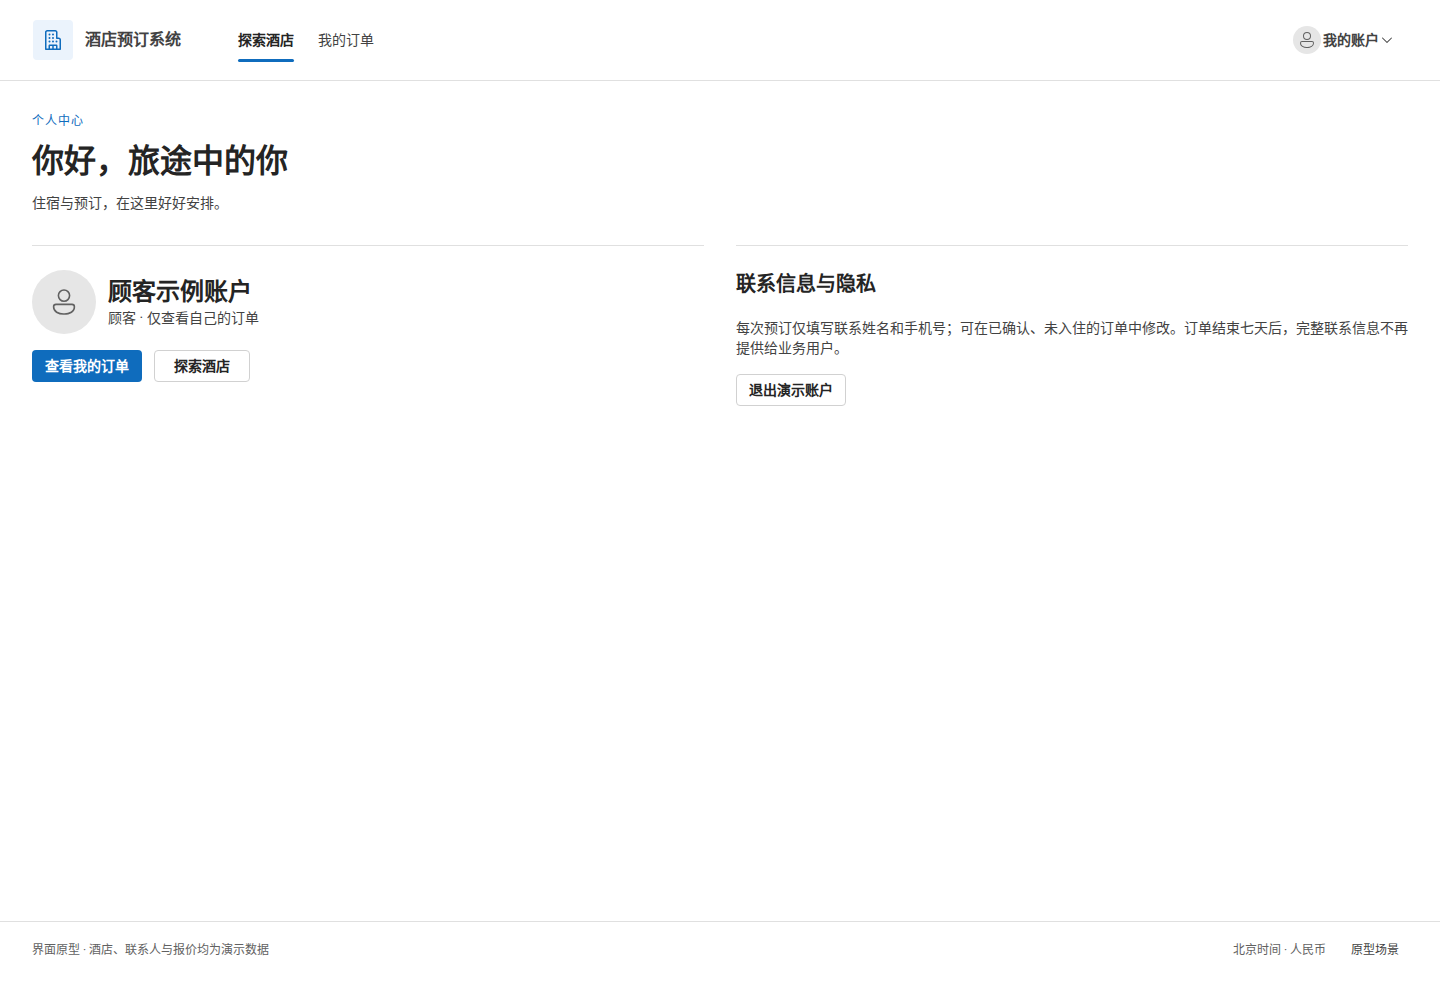 酒店预订系统
探索酒店
我的订单
我的账户
个人中心
你好，旅途中的你
住宿与预订，在这里好好安排。
顾客示例账户
顾客 · 仅查看自己的订单
查看我的订单
探索酒店
联系信息与隐私
每次预订仅填写联系姓名和手机号；可在已确认、未入住的订单中修改。订单结束七天后，完整联系信息不再
提供给业务用户。
退出演示账户
界面原型 · 酒店、联系人与报价均为演示数据
北京时间 · 人民币
原型场景